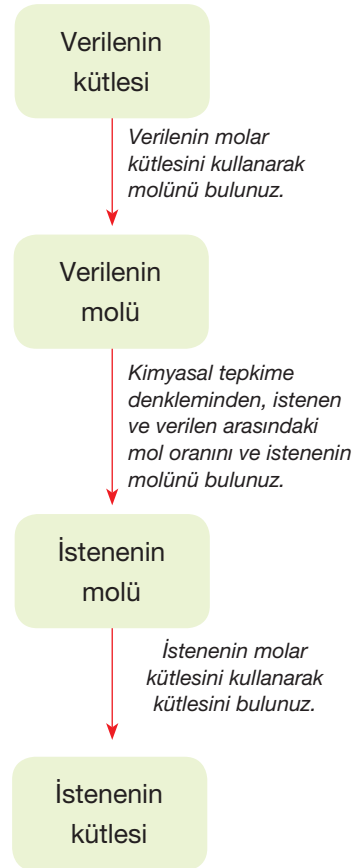 Verilenin
kütlesi
Verilenin molar
kütlesini kullanarak
molünü bulunuz.
Verilenin
molü
Kimyasal tepkime
denkleminden, istenen
ve verilen arasındaki
mol oranını ve istenenin
molünü bulunuz.
İstenenin
molü
İstenenin molar
kütlesini kullanarak
kütlesini bulunuz.
İstenenin
kütlesi